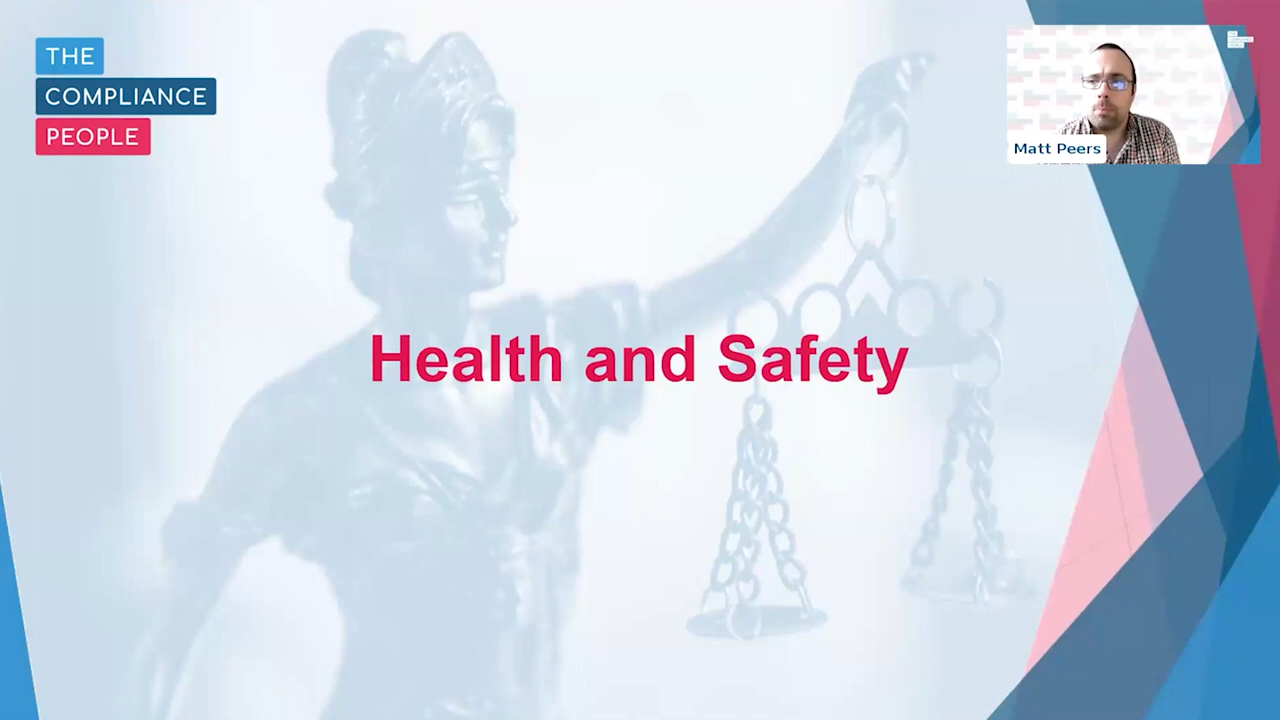 THE
COMPLIANCE
PEOPLE
Matt Peers
Health and Safety